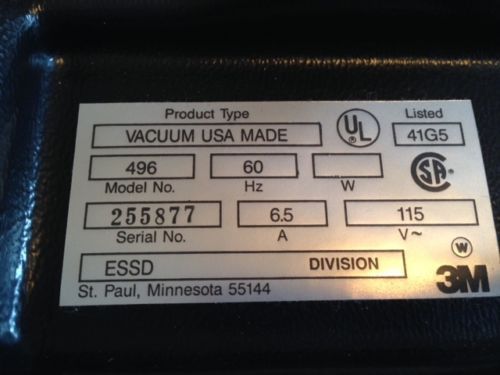 Product Type
Listed
VACUUM USA MADE
UL
®
41G5
496
60
Model No.
Hz
W
SA
255877
6.5
115
Serial No.
A
V~
W
ESSD
DIVISION
3M
St. Paul, Minnesota 55144